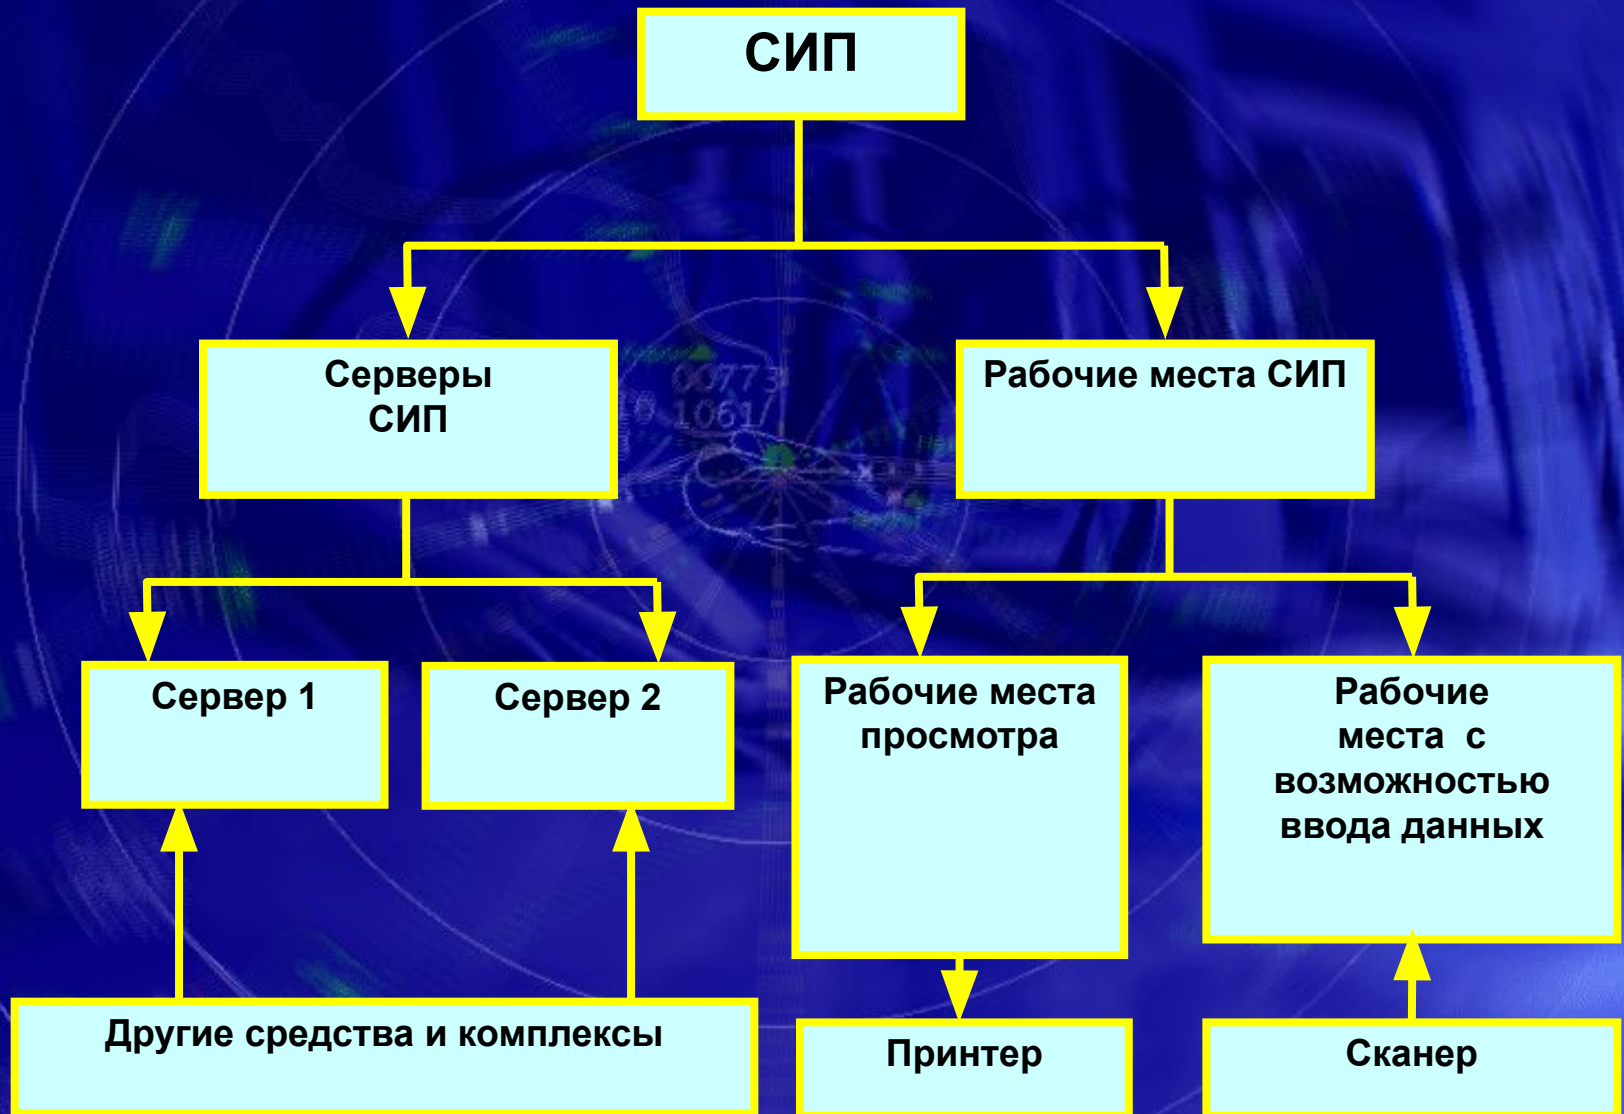 СИП
Серверы
СИП
Рабочие места СИП
Сервер 1
Сервер 2
Рабочие места
просмотра
Рабочие
места с
возможностью
ввода данных
Другие средства и комплексы
Принтер
Сканер